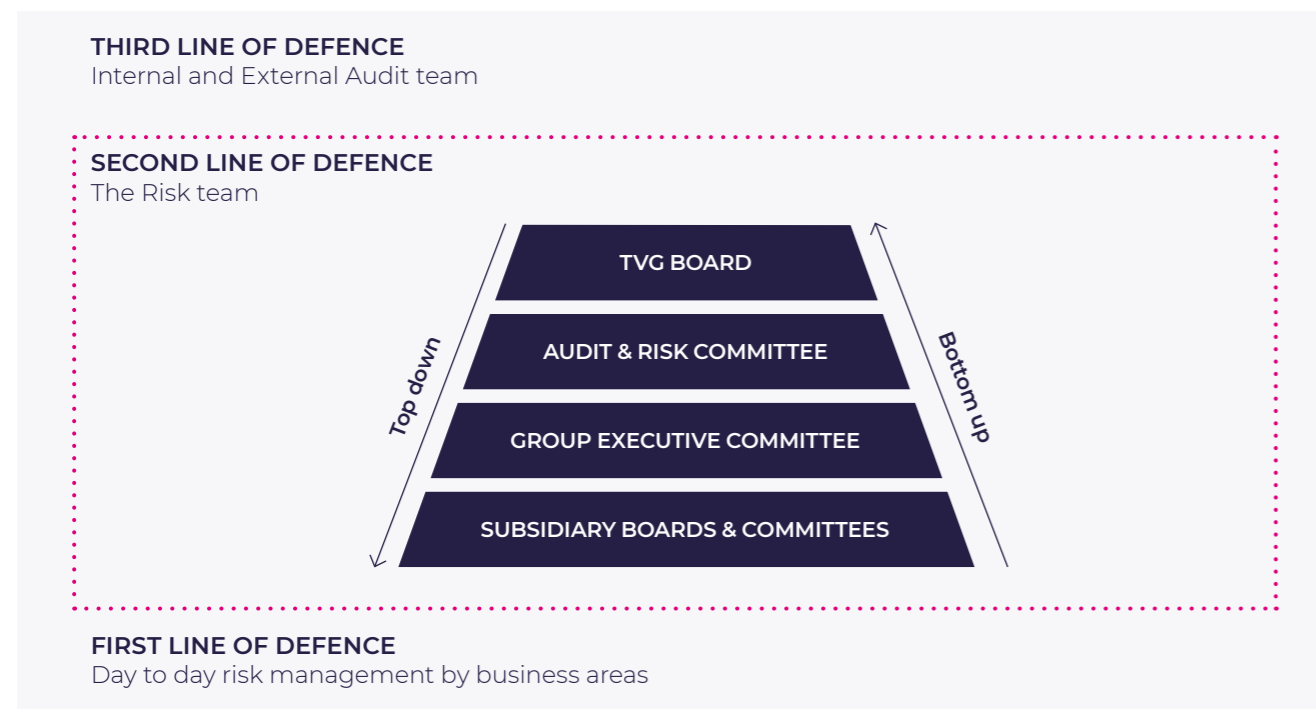 THIRD LINE OF DEFENCE
Internal and External Audit team
SECOND LINE OF DEFENCE
The Risk team
TVG BOARD
AUDIT & RISK COMMITTEE
Top down
Bottom up
GROUP EXECUTIVE COMMITTEE
SUBSIDIARY BOARDS & COMMITTEES
FIRST LINE OF DEFENCE
Day to day risk management by business areas